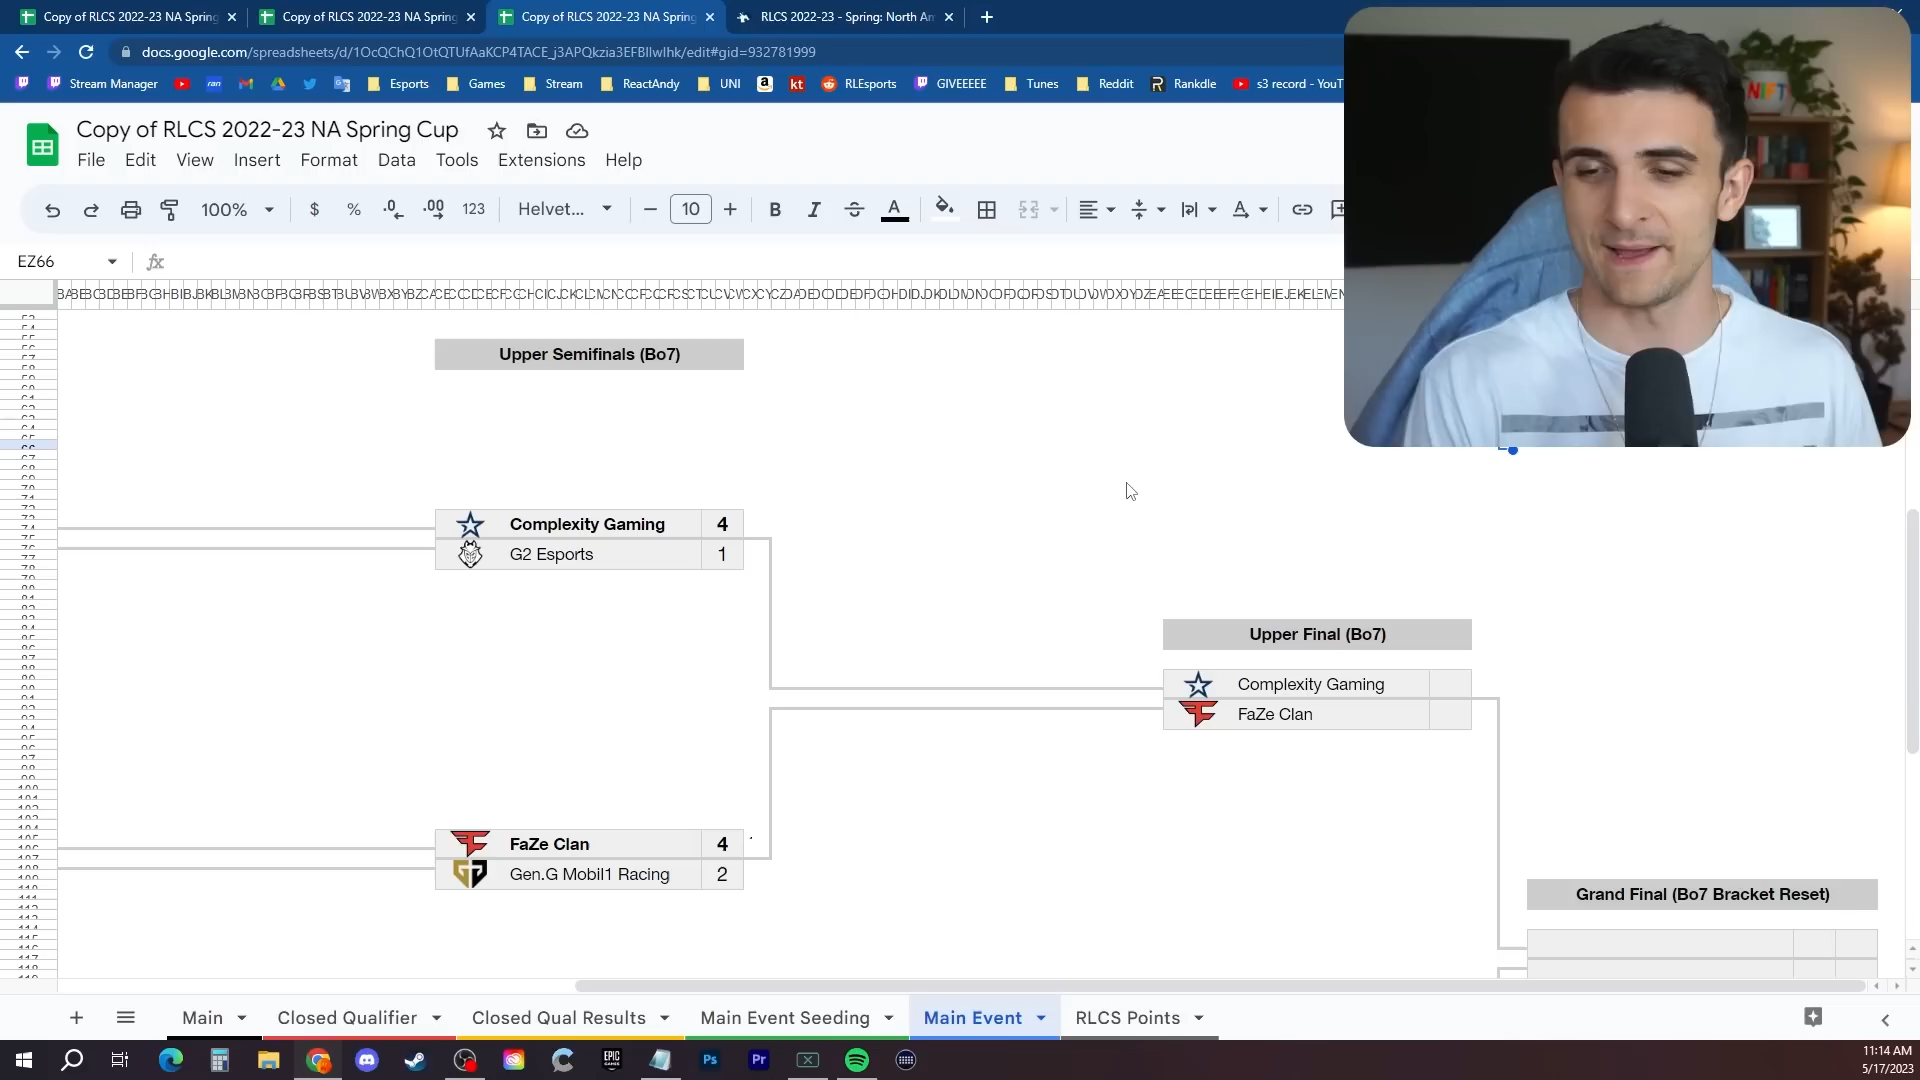 Copy of RLCS 2022-23 NA Spring
Copy of RLCS 2022-23 NA Spring
Copy of RLCS 2022-23 NA Spring
RLCS 2022-23 - Spring: North Am
docs.google.com/spreadsheets/d/1OcQChQ1OtQTUfAaKCP4TACE_j3APQkzia3EFBllwlhk/edit#gid=932781999
Stream Manager
ran
Esports
Games
Stream
ReactAndy
UNI
kt
RLEsports
GIVEEEEE
Tunes
Reddit
Rankdle
s3 record - YouT
NIFT
Copy of RLCS 2022-23 NA Spring Cup
File Edit View Insert Format Data Tools Extensions Help
100% $ % .0 .00 123 Helvet... 10 B I A
EZ66 fx
Upper Semifinals (Bo7)
Complexity Gaming 4
G2 Esports 1
Upper Final (Bo7)
Complexity Gaming
FaZe Clan
FaZe Clan 4
Gen.G Mobil1 Racing 2
Grand Final (Bo7 Bracket Reset)
Main
Closed Qualifier
Closed Qual Results
Main Event Seeding
Main Event
RLCS Points
EPIC GAMES
Ps
Pr
11:14 AM
5/17/2023